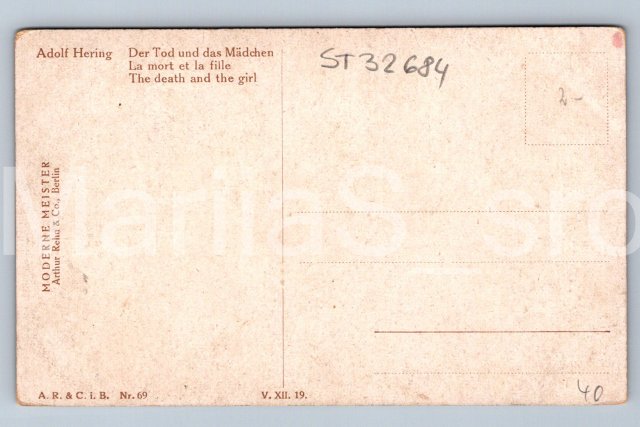 Adolf Hering Der Tod und das Mädchen
La mort et la fille
The death and the girl
ST32684
2-
MODERNE MEISTER
Arthur Rehn & Co., Berlin
MarijaS_sro
A. R. & C. i. B. Nr. 69
V. XII. 19.
40